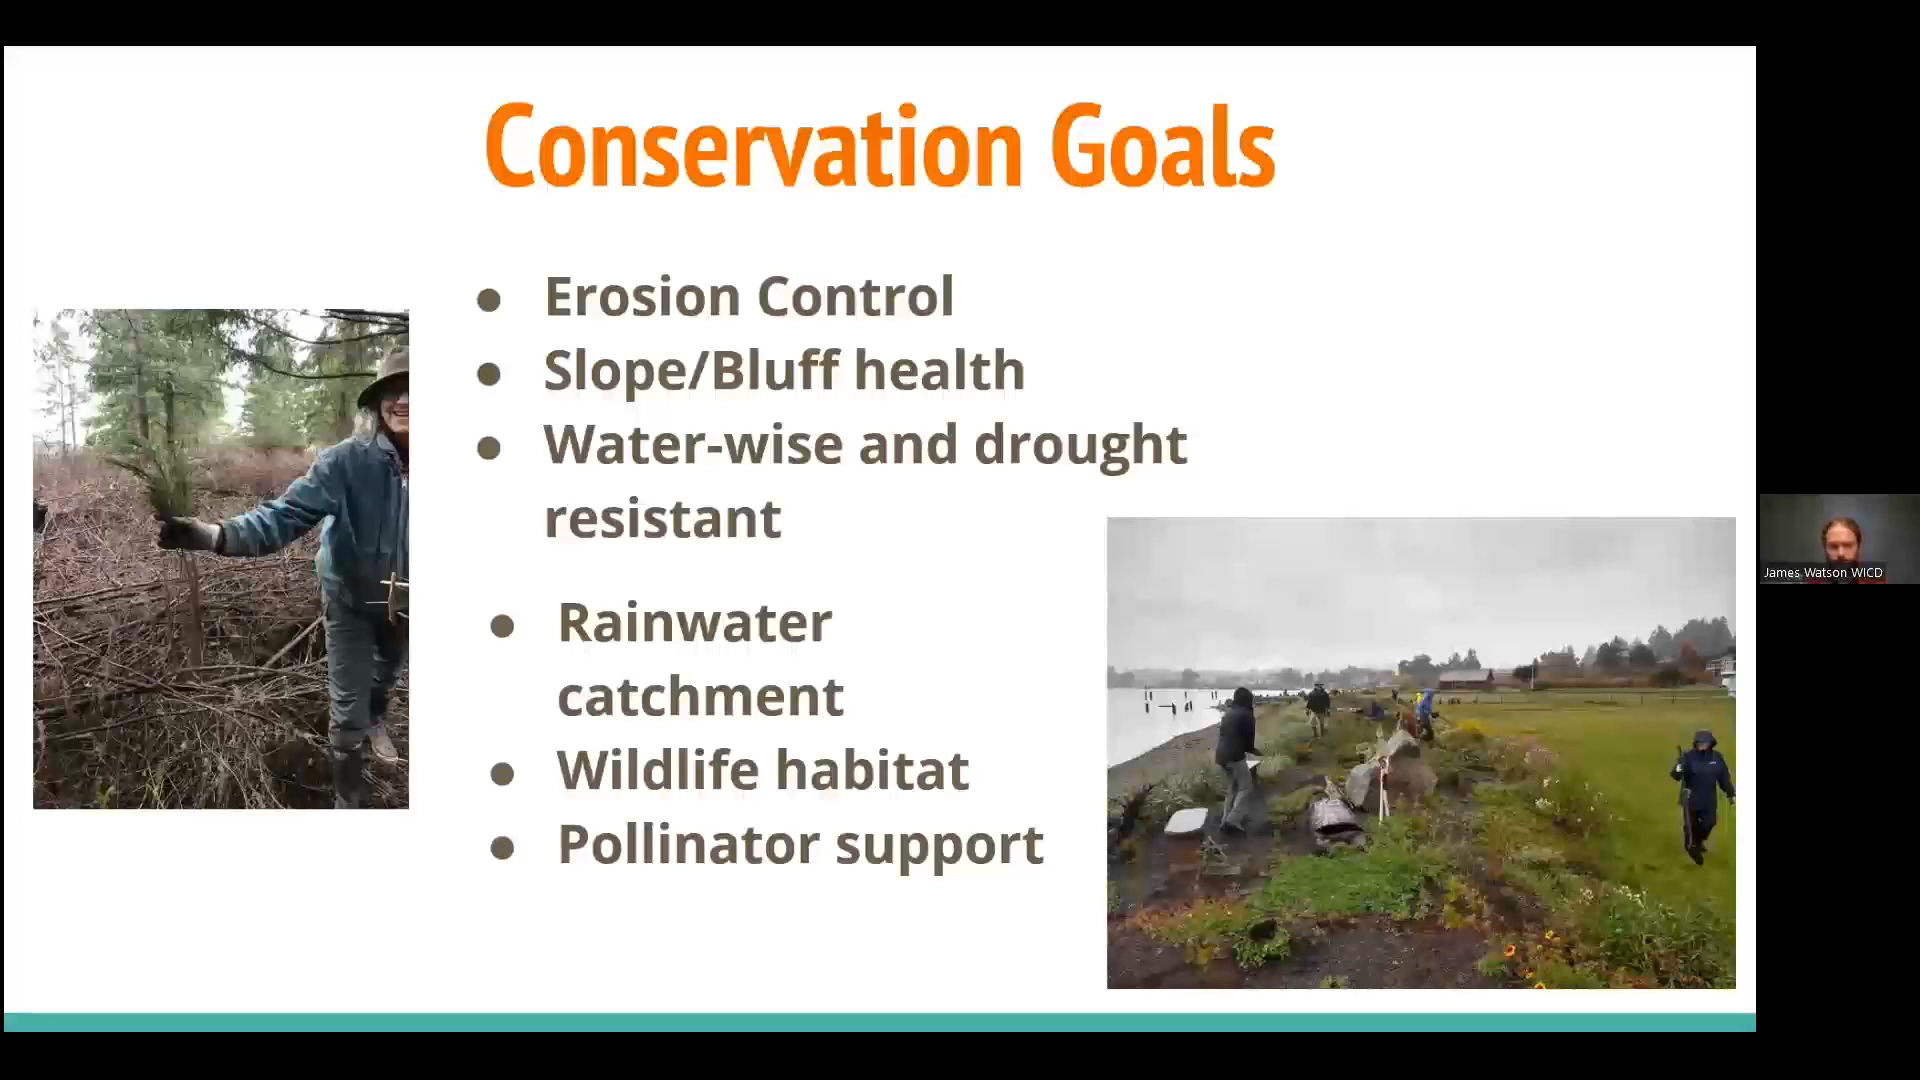 Conservation Goals
● Erosion Control
● Slope/Bluff health
● Water-wise and drought
resistant
● Rainwater
catchment
● Wildlife habitat
● Pollinator support
James Watson WICD